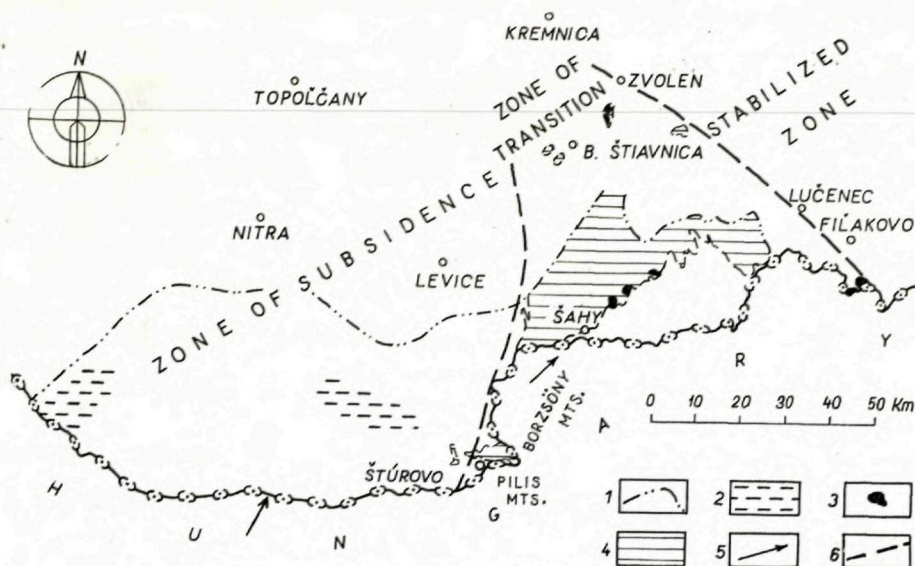 N
KREMNICA
TOPOĽČANY
ZVOLEN
ZONE OF TRANSITION
STABILIZED ZONE
B. ŠTIAVNICA
LUČENEC
FIĽAKOVO
NITRA
LEVICE
ZONE OF SUBSIDENCE
ŠAHY
ŠTÚROVO
BORZSÖNY MTS.
PILIS MTS.
H U N G A R Y
0 10 20 30 40 50 Km
1 2 3
4 5 6